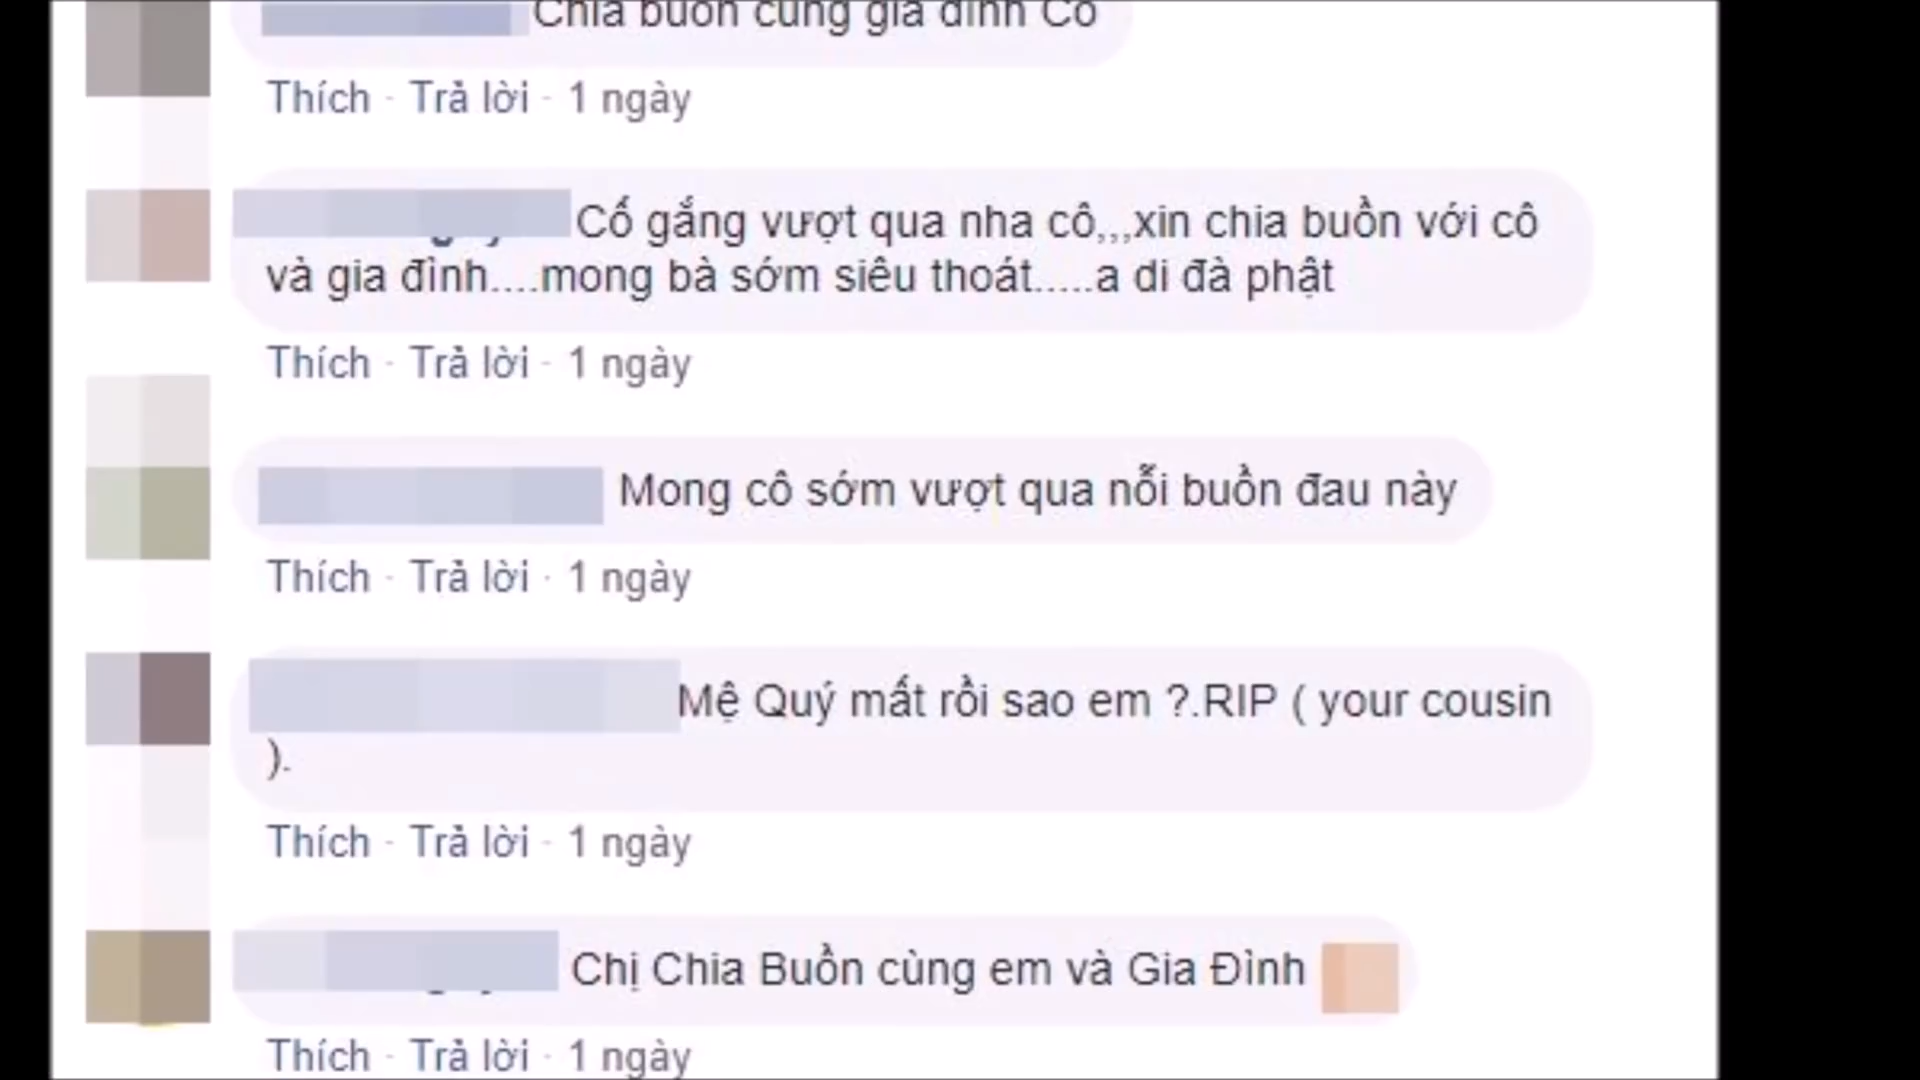 Chia buồn cùng gia đình Cô
Thích · Trả lời · 1 ngày
Cố gắng vượt qua nha cô,,,xin chia buồn với cô
và gia đình....mong bà sớm siêu thoát.....a di đà phật
Thích · Trả lời · 1 ngày
Mong cô sớm vượt qua nỗi buồn đau này
Thích · Trả lời · 1 ngày
Mệ Quý mất rồi sao em ?.RIP ( your cousin
).
Thích · Trả lời · 1 ngày
Chị Chia Buồn cùng em và Gia Đình
Thích · Trả lời · 1 ngày